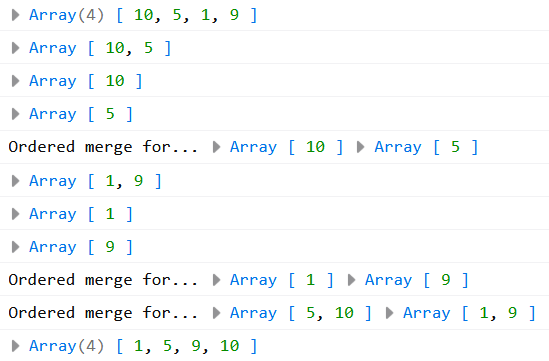 Array(4) [ 10, 5, 1, 9 ]
Array [ 10, 5 ]
Array [ 10 ]
Array [ 5 ]
Ordered merge for... Array [ 10 ] Array [ 5 ]
Array [ 1, 9 ]
Array [ 1 ]
Array [ 9 ]
Ordered merge for... Array [ 1 ] Array [ 9 ]
Ordered merge for... Array [ 5, 10 ] Array [ 1, 9 ]
Array(4) [ 1, 5, 9, 10 ]